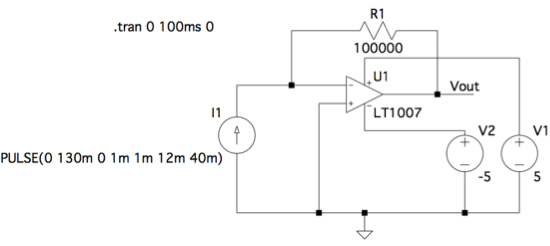 .tran 0 100ms 0
R1
100000
U1
Vout
LT1007
I1
V2
V1
PULSE(0 130m 0 1m 1m 12m 40m)
-5
5